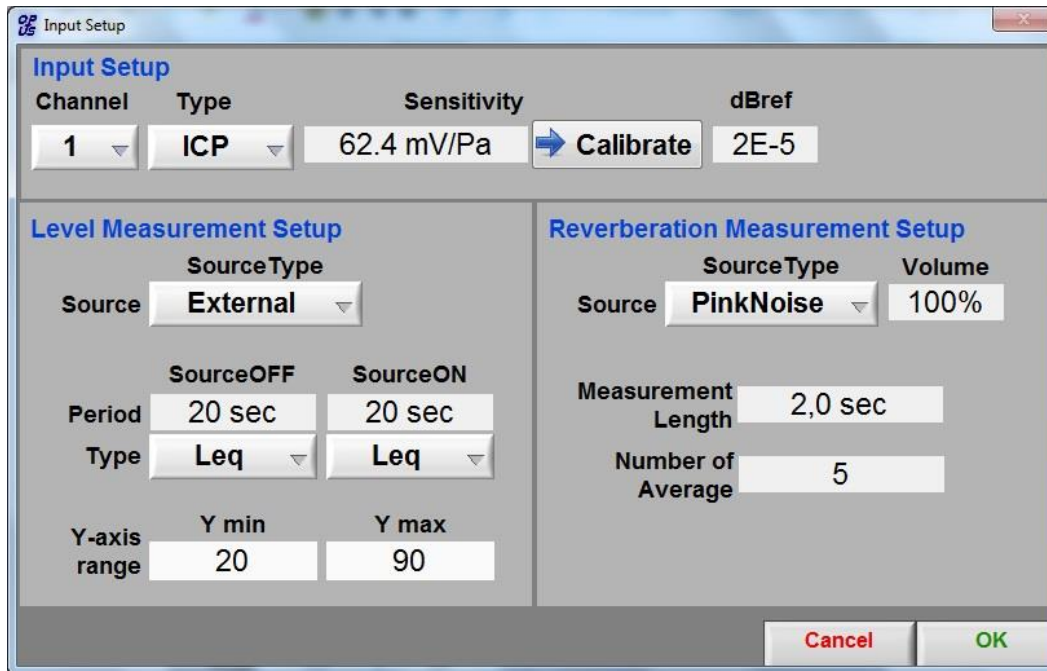 OPUS Input Setup
X
Input Setup
Channel Type Sensitivity dBref
1 ICP 62.4 mV/Pa Calibrate 2E-5
Level Measurement Setup
SourceType
Source External
SourceOFF SourceON
Period 20 sec 20 sec
Type Leq Leq
Y min Y max
Y-axis
range 20 90
Reverberation Measurement Setup
SourceType Volume
Source PinkNoise 100%
Measurement
Length 2,0 sec
Number of
Average 5
Cancel OK